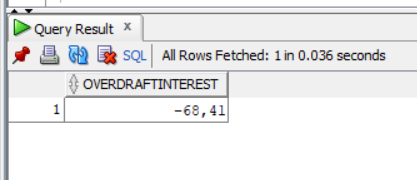 Query Result x
SQL | All Rows Fetched: 1 in 0.036 seconds
OVERDRAFTINTEREST
1 -68,41